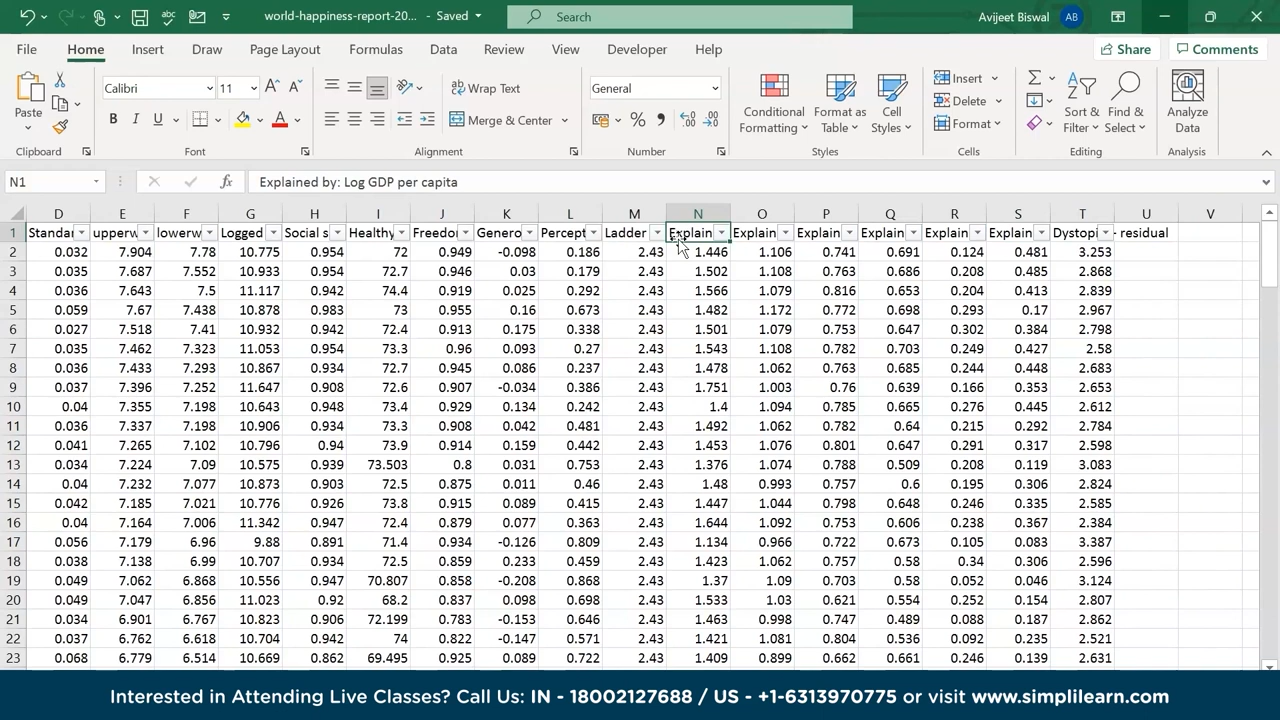 world-happiness-report-20... - Saved
Search
Avijeet Biswal AB
File Home Insert Draw Page Layout Formulas Data Review View Developer Help Share Comments
Paste
Calibri 11
B I U A
Wrap Text
Merge & Center
General
Conditional Formatting
Format as Table
Cell Styles
Insert
Delete
Format
Sort & Filter
Find & Select
Analyze Data
Clipboard Font Alignment Number Styles Cells Editing Analysis
N1 fx Explained by: Log GDP per capita
D E F G H I J K L M N O P Q R S T U V
1 Standar upperw lowerw Logged Social s Healthy Freedo Genero Percept Ladder Explain Explain Explain Explain Explain Explain Dystopi + residual
2 0.032 7.904 7.78 10.775 0.954 72 0.949 -0.098 0.186 2.43 1.446 1.106 0.741 0.691 0.124 0.481 3.253
3 0.035 7.687 7.552 10.933 0.954 72.7 0.946 0.03 0.179 2.43 1.502 1.108 0.763 0.686 0.208 0.485 2.868
4 0.036 7.643 7.5 11.117 0.942 74.4 0.919 0.025 0.292 2.43 1.566 1.079 0.816 0.653 0.204 0.413 2.839
5 0.059 7.67 7.438 10.878 0.983 73 0.955 0.16 0.673 2.43 1.482 1.172 0.772 0.698 0.293 0.17 2.967
6 0.027 7.518 7.41 10.932 0.942 72.4 0.913 0.175 0.338 2.43 1.501 1.079 0.753 0.647 0.302 0.384 2.798
7 0.035 7.462 7.323 11.053 0.954 73.3 0.96 0.093 0.27 2.43 1.543 1.108 0.782 0.703 0.249 0.427 2.58
8 0.036 7.433 7.293 10.867 0.934 72.7 0.945 0.086 0.237 2.43 1.478 1.062 0.763 0.685 0.244 0.448 2.683
9 0.037 7.396 7.252 11.647 0.908 72.6 0.907 -0.034 0.386 2.43 1.751 1.003 0.76 0.639 0.166 0.353 2.653
10 0.04 7.355 7.198 10.643 0.948 73.4 0.929 0.134 0.242 2.43 1.4 1.094 0.785 0.665 0.276 0.445 2.612
11 0.036 7.337 7.198 10.906 0.934 73.3 0.908 0.042 0.481 2.43 1.492 1.062 0.782 0.64 0.215 0.292 2.784
12 0.041 7.265 7.102 10.796 0.94 73.9 0.914 0.159 0.442 2.43 1.453 1.076 0.801 0.647 0.291 0.317 2.598
13 0.034 7.224 7.09 10.575 0.939 73.503 0.8 0.031 0.753 2.43 1.376 1.074 0.788 0.509 0.208 0.119 3.083
14 0.04 7.232 7.077 10.873 0.903 72.5 0.875 0.011 0.46 2.43 1.48 0.993 0.757 0.6 0.195 0.306 2.824
15 0.042 7.185 7.021 10.926 0.926 73.8 0.915 0.089 0.415 2.43 1.447 1.044 0.798 0.648 0.246 0.335 2.585
16 0.04 7.164 7.006 11.342 0.947 72.4 0.879 0.077 0.363 2.43 1.644 1.092 0.753 0.606 0.238 0.367 2.384
17 0.056 7.179 6.96 9.88 0.891 71.4 0.934 -0.126 0.809 2.43 1.134 0.966 0.722 0.673 0.105 0.083 3.387
18 0.038 7.138 6.99 10.707 0.934 72.5 0.859 0.233 0.459 2.43 1.423 1.062 0.757 0.58 0.34 0.306 2.596
19 0.049 7.062 6.868 10.556 0.947 70.807 0.858 -0.208 0.868 2.43 1.37 1.09 0.703 0.58 0.052 0.046 3.124
20 0.049 7.047 6.856 11.023 0.92 68.2 0.837 0.098 0.698 2.43 1.533 1.03 0.621 0.554 0.252 0.154 2.807
21 0.034 6.901 6.767 10.823 0.906 72.199 0.783 -0.153 0.646 2.43 1.463 0.998 0.747 0.489 0.088 0.187 2.862
22 0.037 6.762 6.618 10.704 0.942 74 0.822 -0.147 0.571 2.43 1.421 1.081 0.804 0.536 0.092 0.235 2.521
23 0.068 6.779 6.514 10.669 0.862 69.495 0.925 0.089 0.722 2.43 1.409 0.899 0.662 0.661 0.246 0.139 2.631
Interested in Attending Live Classes? Call Us: IN - 18002127688 / US - +1-6313970775 or visit www.simplilearn.com